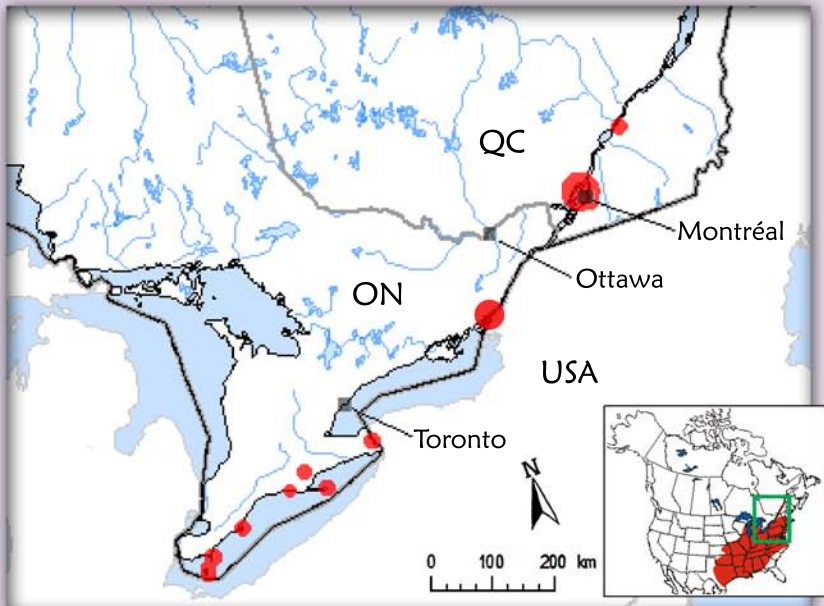 QC
Montréal
Ottawa
ON
USA
Toronto
N
0 100 200 km